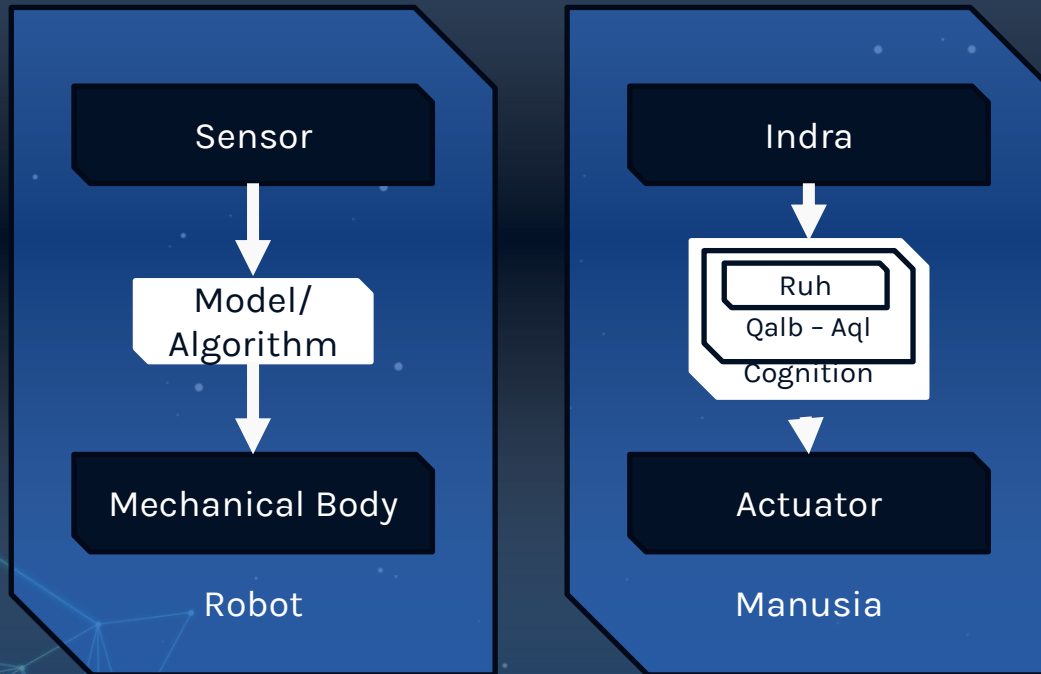 Sensor
Model/
Algorithm
Mechanical Body
Robot
Indra
Ruh
Qalb – Aql
Cognition
Actuator
Manusia